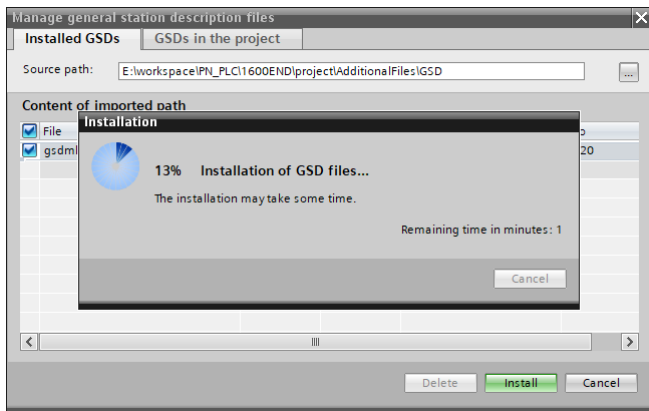 Manage general station description files
Installed GSDs
GSDs in the project
Source path: E:\workspace\PN_PLC\1600END\project\AdditionalFiles\GSD ...
Content of imported path
Installation
File
gsdml
20
13% Installation of GSD files...
The installation may take some time.
Remaining time in minutes: 1
Cancel
Delete Install Cancel